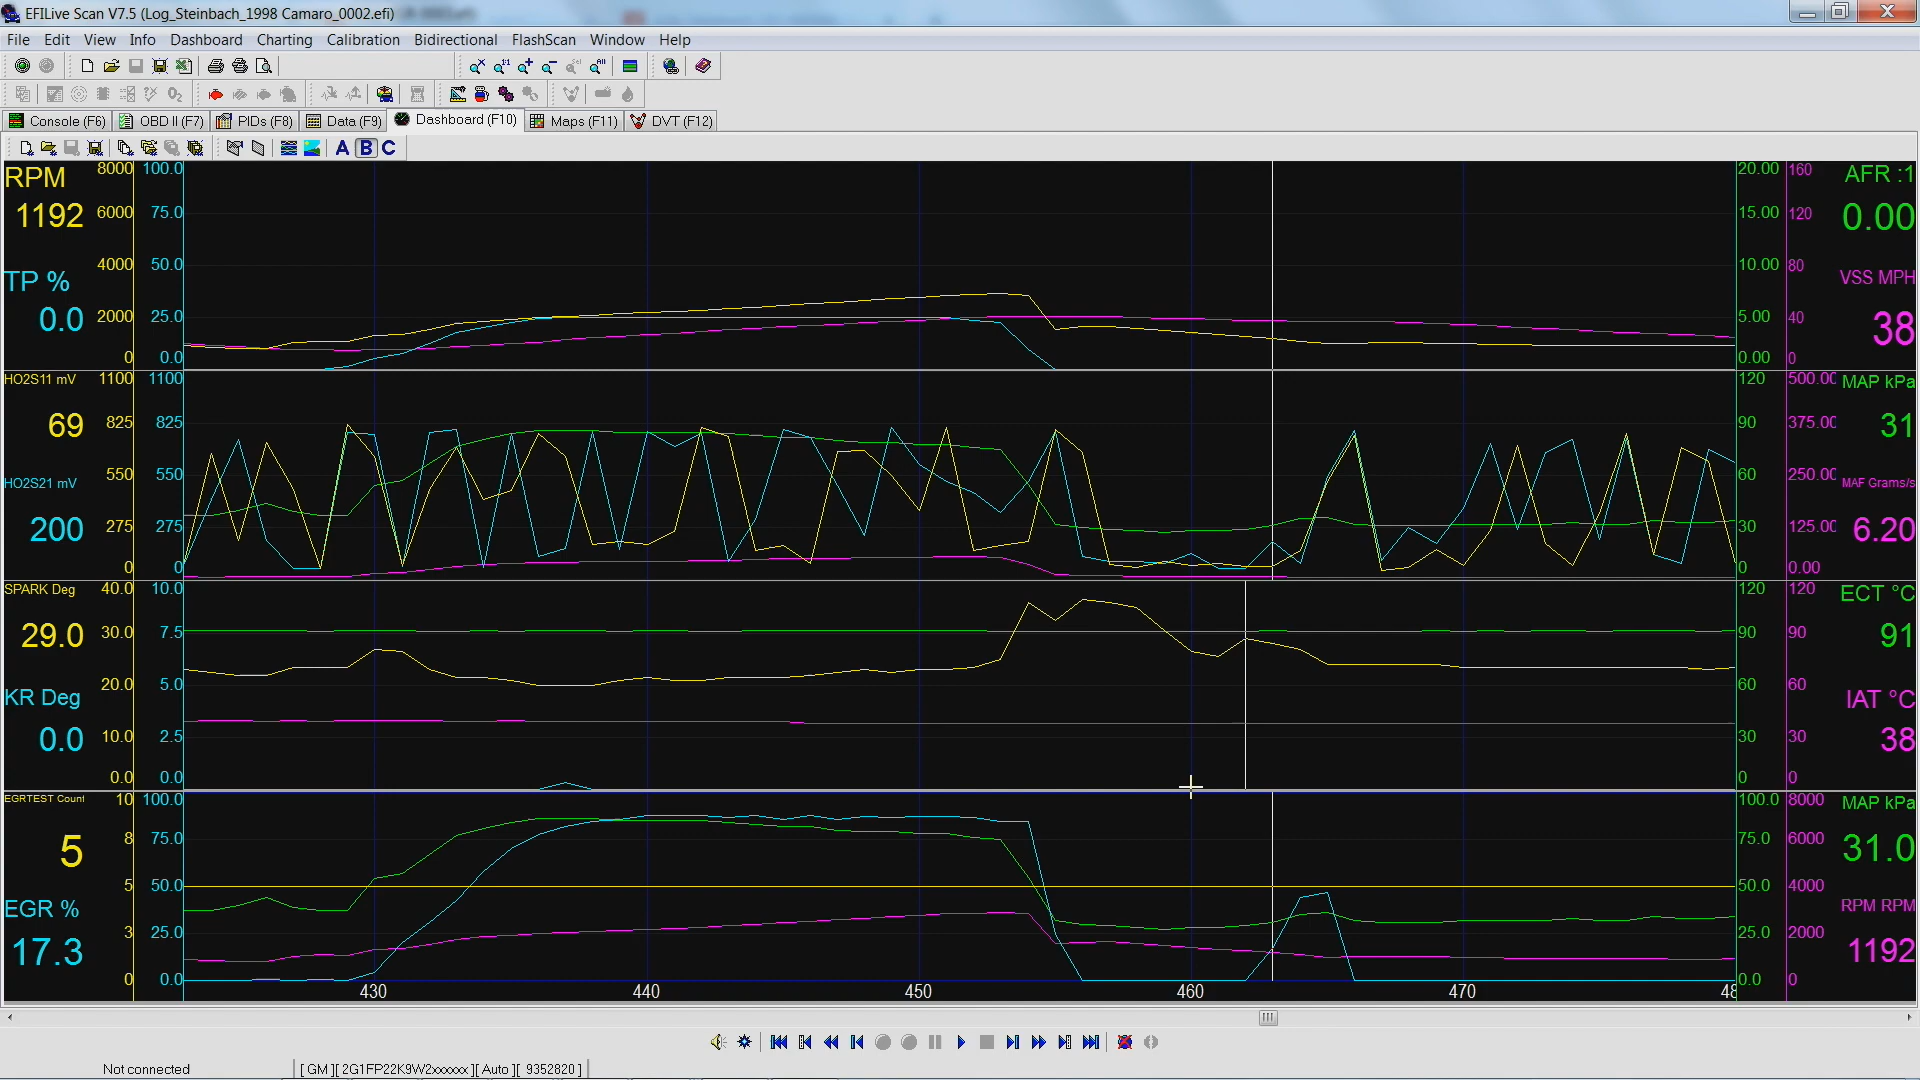 EFILive Scan V7.5 (Log_Steinbach_1998 Camaro_0002.efi)
File Edit View Info Dashboard Charting Calibration Bidirectional FlashScan Window Help
Console (F6) OBD II (F7) PIDs (F8) Data (F9) Dashboard (F10) Maps (F11) DVT (F12)
A B C
RPM 8000 100.0 20.00 160 AFR :1
1192 6000 75.0 15.00 120 0.00
TP % 4000 50.0 10.00 80 VSS MPH
0.0 2000 25.0 5.00 40 38
0 0.0 0.00 0
HO2S11 mV 1100 1100 120 500.00 MAP kPa
69 825 825 90 375.00 31
HO2S21 mV 550 550 60 250.00 MAF Grams/s
200 275 275 30 125.00 6.20
0 0 0 0.00
SPARK Deg 40.0 10.0 120 120 ECT °C
29.0 30.0 7.5 90 90 91
KR Deg 20.0 5.0 60 60 IAT °C
0.0 10.0 2.5 30 30 38
0.0 0.0 0 0
EGRTEST Count 10 100.0 100.0 8000 MAP kPa
5 8 75.0 75.0 6000 31.0
EGR % 5 50.0 50.0 4000 RPM RPM
17.3 3 25.0 25.0 2000 1192
0 0.0 0.0 0
430 440 450 460 470 48
Not connected [ GM ][ 2G1FP22K9W2xxxxxx ][ Auto ][ 9352820 ]